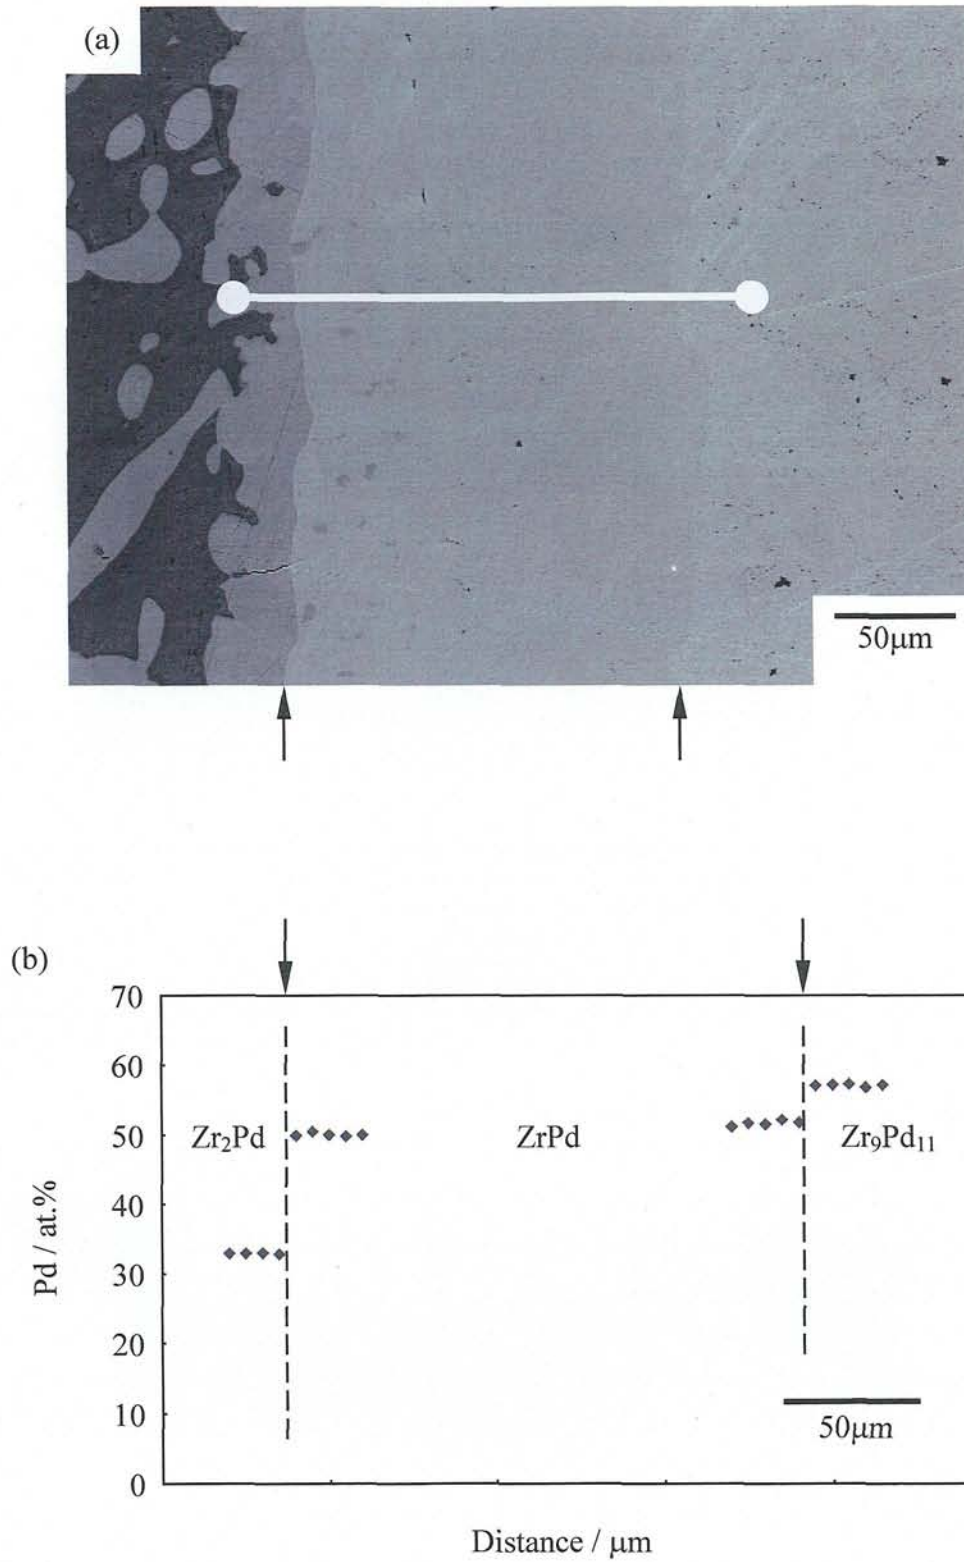 (a)
50μm
(b)
70
60
50
40
30
20
10
0
Pd / at.%
Zr₂Pd
ZrPd
Zr₉Pd₁₁
50μm
Distance / μm